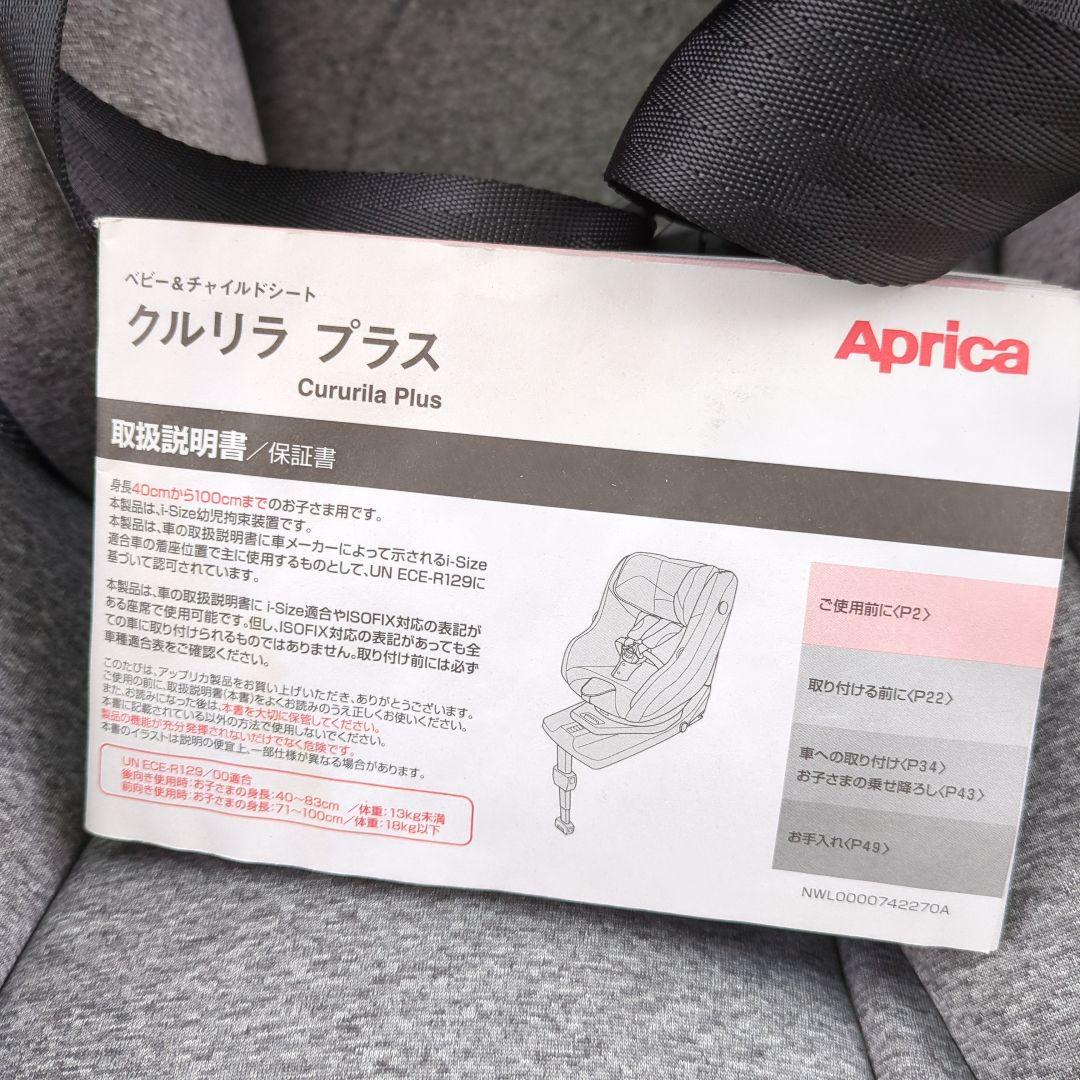 ベビー&チャイルドシート
クルリラ プラス
Cururila Plus
Aprica
取扱説明書/保証書
身長40cmから100cmまでのお子さま用です。
本製品は、i-Size幼児拘束装置です。
本製品は、車の取扱説明書に車メーカーによって示されるi-Size
適合車の着座位置で主に使用するものとして、UN ECE-R129に
基づいて認可されています。
本製品は、車の取扱説明書に i-Size適合やISOFIX対応の表記が
ある座席で使用可能です。但し、ISOFIX対応の表記があっても全
ての車に取り付けられるものではありません。取り付け前には必ず
車種適合表をご確認ください。
このたびは、アップリカ製品をお買い上げいただき、ありがとうございます。
ご使用の前に、取扱説明書(本書)をよくお読みのうえ正しくお使いください。
また、お読みになった後は、本書を大切に保管してください。
本書に記載されている以外の方法で使用しないでください。
製品の機能が充分発揮されないだけでなく危険です。
本書のイラストは説明の便宜上、一部仕様が異なる場合があります。
UN ECE-R129/00適合
後向き使用時:お子さまの身長:40~83cm /体重:13kg未満
前向き使用時:お子さまの身長:71~100cm/体重:18kg以下
ご使用前に〈P2〉
取り付ける前に〈P22〉
車への取り付け〈P34〉
お子さまの乗せ降ろし〈P43〉
お手入れ〈P49〉
NWL0000742270A